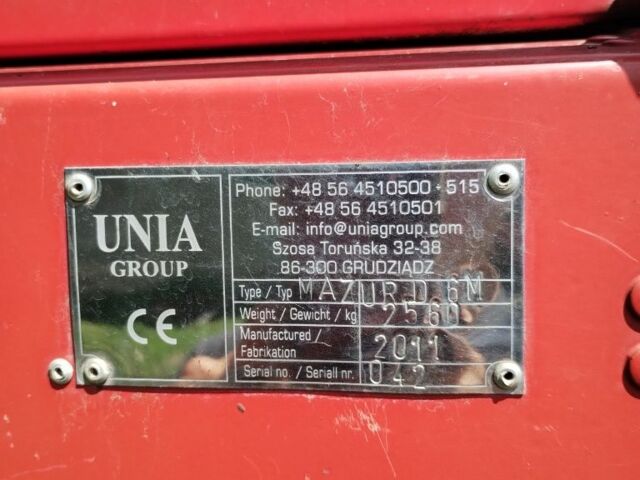 UNIA
GROUP
CE
Phone: +48 56 4510500 - 515
Fax: +48 56 4510501
E-mail: info@uniagroup.com
Szosa Toruńska 32-38
86-300 GRUDZIADZ
Type / Typ MAZUR D 6M
Weight / Gewicht / kg 2560
Manufactured /
Fabrikation 2011
Serial no. / Seriall nr. 042